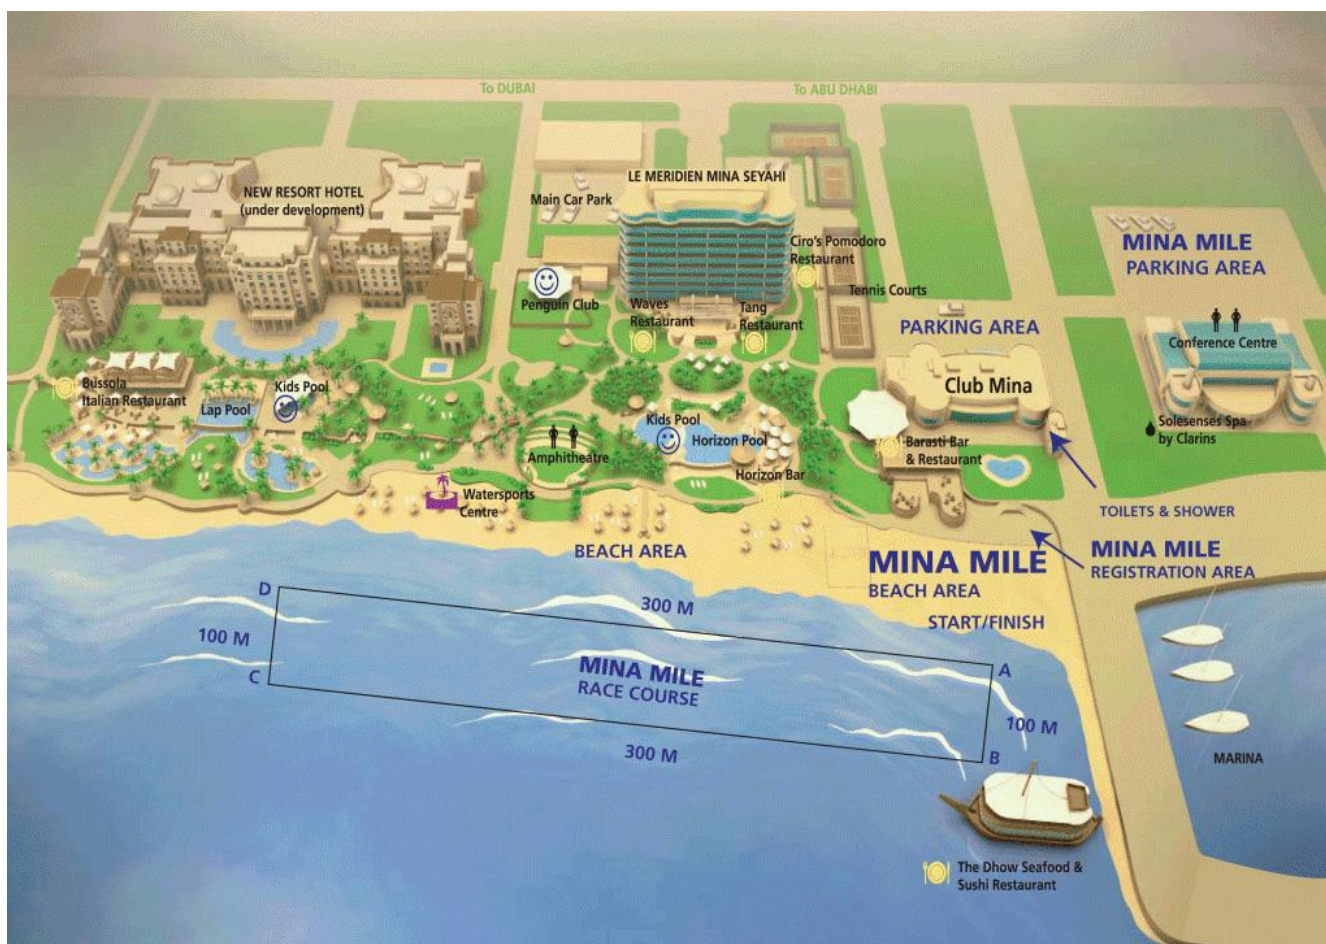 To DUBAI
To ABU DHABI
LE MERIDIEN MINA SEYAHI
NEW RESORT HOTEL
(under development)
Main Car Park
MINA MILE
PARKING AREA
Ciro's Pomodoro
Restaurant
Tennis Courts
Penguin Club
Waves
Restaurant
Tang
Restaurant
PARKING AREA
Conference Centre
Bussola
Italian Restaurant
Kids Pool
Lap Pool
Club Mina
Kids Pool
Horizon Pool
Solesenses Spa
by Clarins
Barasti Bar
& Restaurant
Amphitheatre
Horizon Bar
Watersports
Centre
TOILETS & SHOWER
BEACH AREA
MINA MILE
BEACH AREA
MINA MILE
REGISTRATION AREA
START/FINISH
D
300 M
100 M
C
MINA MILE
RACE COURSE
A
100 M
B
300 M
MARINA
The Dhow Seafood &
Sushi Restaurant